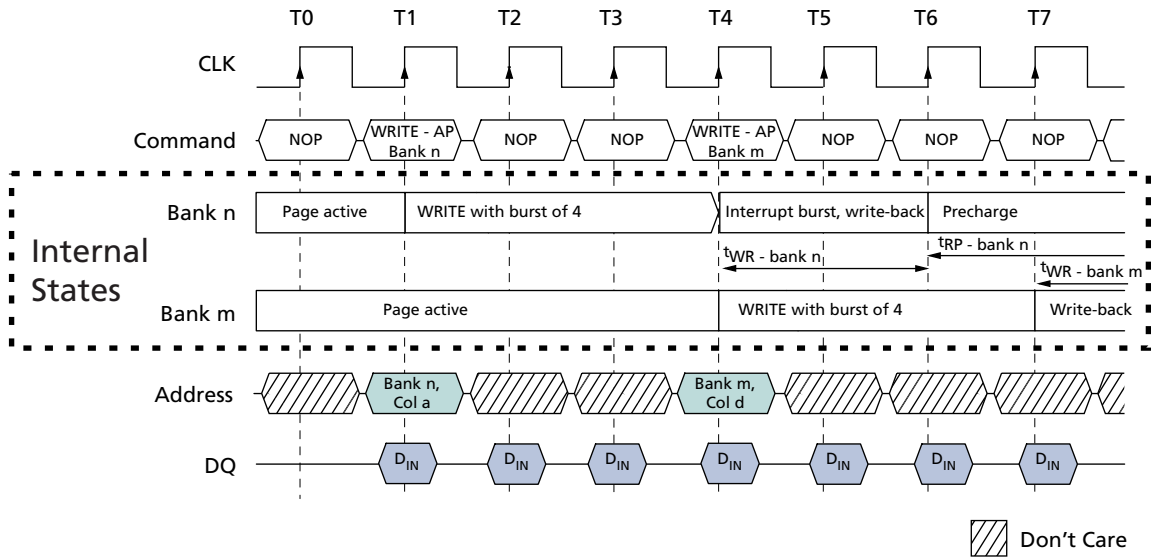 T0 T1 T2 T3 T4 T5 T6 T7
CLK
Command NOP WRITE - AP Bank n NOP NOP WRITE - AP Bank m NOP NOP NOP
Bank n Page active WRITE with burst of 4 Interrupt burst, write-back Precharge
Internal States
tWR - bank n tRP - bank n
tWR - bank m
Bank m Page active WRITE with burst of 4 Write-back
Address Bank n, Col a Bank m, Col d
DQ DIN DIN DIN DIN DIN DIN DIN
Don't Care